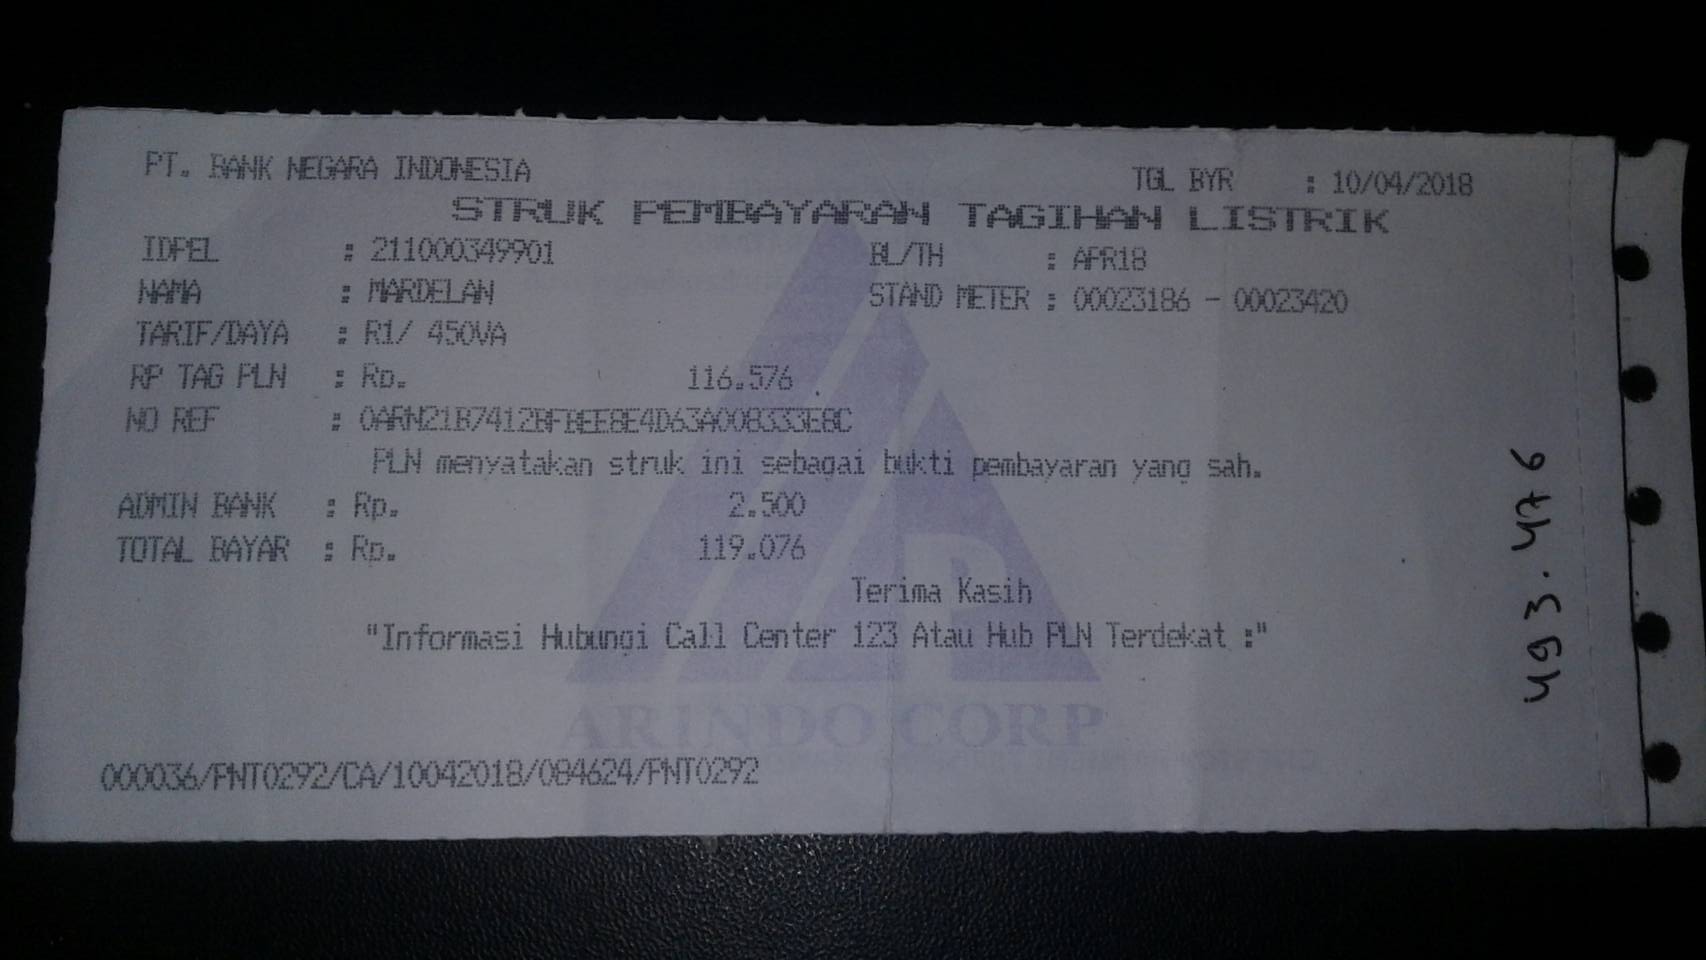 PT. BANK NEGARA INDONESIA
TGL BYR : 10/04/2018
STRUK PEMBAYARAN TAGIHAN LISTRIK
IDPEL : 211000349901
BL/TH : APR18
NAMA : MARDELAN
STAND METER : 00023186 - 00023420
TARIF/DAYA : R1/ 450VA
RP TAG PLN : Rp. 116.576
NO REF : 0ARN21B7412BFBEE8E4D63A008333E8C
PLN menyatakan struk ini sebagai bukti pembayaran yang sah.
ADMIN BANK : Rp. 2.500
TOTAL BAYAR : Rp. 119.076
Terima Kasih
"Informasi Hubungi Call Center 123 Atau Hub PLN Terdekat :"
ARINDO CORP
000036/PNT0292/CA/10042018/084624/PNT0292
493.476